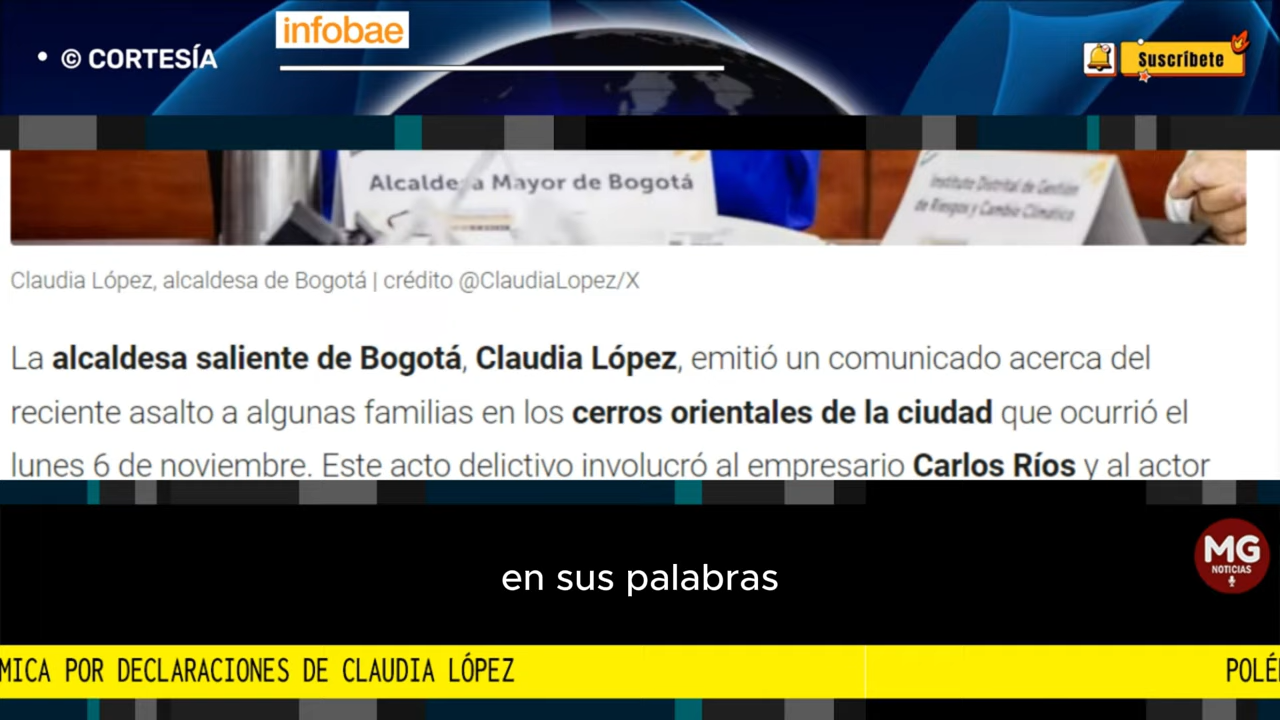 infobae
• © CORTESÍA
Suscríbete
Alcaldesa Mayor de Bogotá
Instituto Distrital de Gestión
de Riesgos y Cambio Climático
Claudia López, alcaldesa de Bogotá | crédito @ClaudiaLopez/X
La alcaldesa saliente de Bogotá, Claudia López, emitió un comunicado acerca del
reciente asalto a algunas familias en los cerros orientales de la ciudad que ocurrió el
lunes 6 de noviembre. Este acto delictivo involucró al empresario Carlos Ríos y al actor
en sus palabras
MG
NOTICIAS
MICA POR DECLARACIONES DE CLAUDIA LÓPEZ
POLÉ